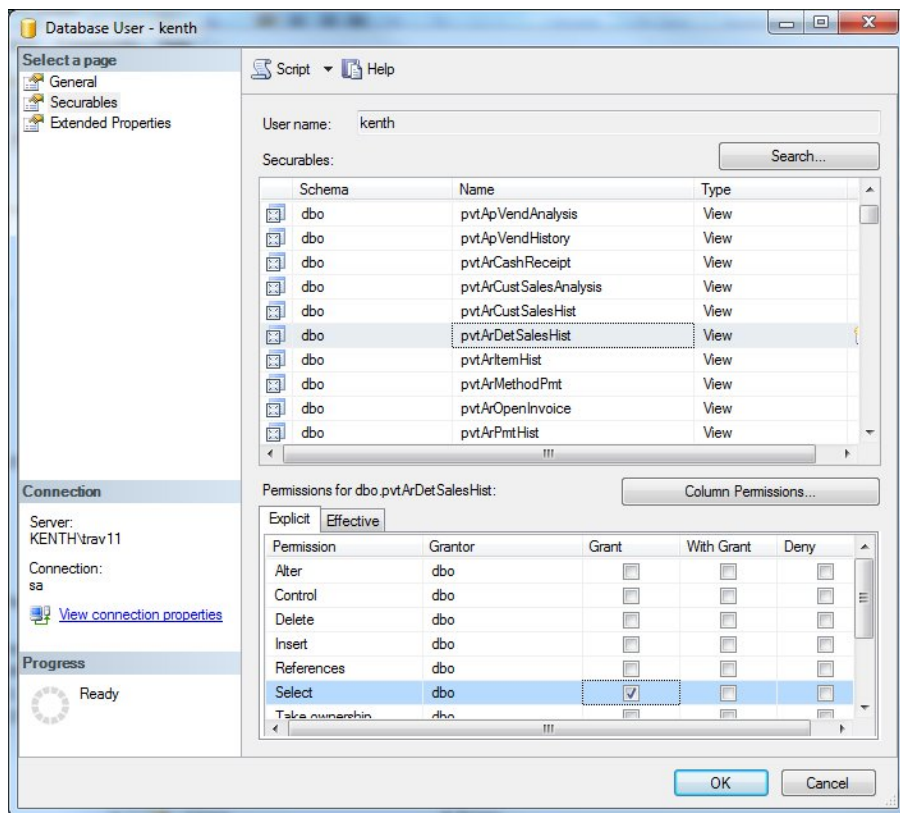 Database User - kenth
Select a page
General
Securables
Extended Properties
Script Help
User name: kenth
Securables:
Search...
Schema Name Type
dbo pvtApVendAnalysis View
dbo pvtApVendHistory View
dbo pvtArCashReceipt View
dbo pvtArCustSalesAnalysis View
dbo pvtArCustSalesHist View
dbo pvtArDetSalesHist View
dbo pvtArItemHist View
dbo pvtArMethodPmt View
dbo pvtArOpenInvoice View
dbo pvtArPmtHist View
Connection
Server:
KENTH\trav11
Connection:
sa
View connection properties
Progress
Ready
Permissions for dbo.pvtArDetSalesHist:
Column Permissions...
Explicit Effective
Permission Grantor Grant With Grant Deny
Alter dbo
Control dbo
Delete dbo
Insert dbo
References dbo
Select dbo
Take ownership dbo
OK Cancel